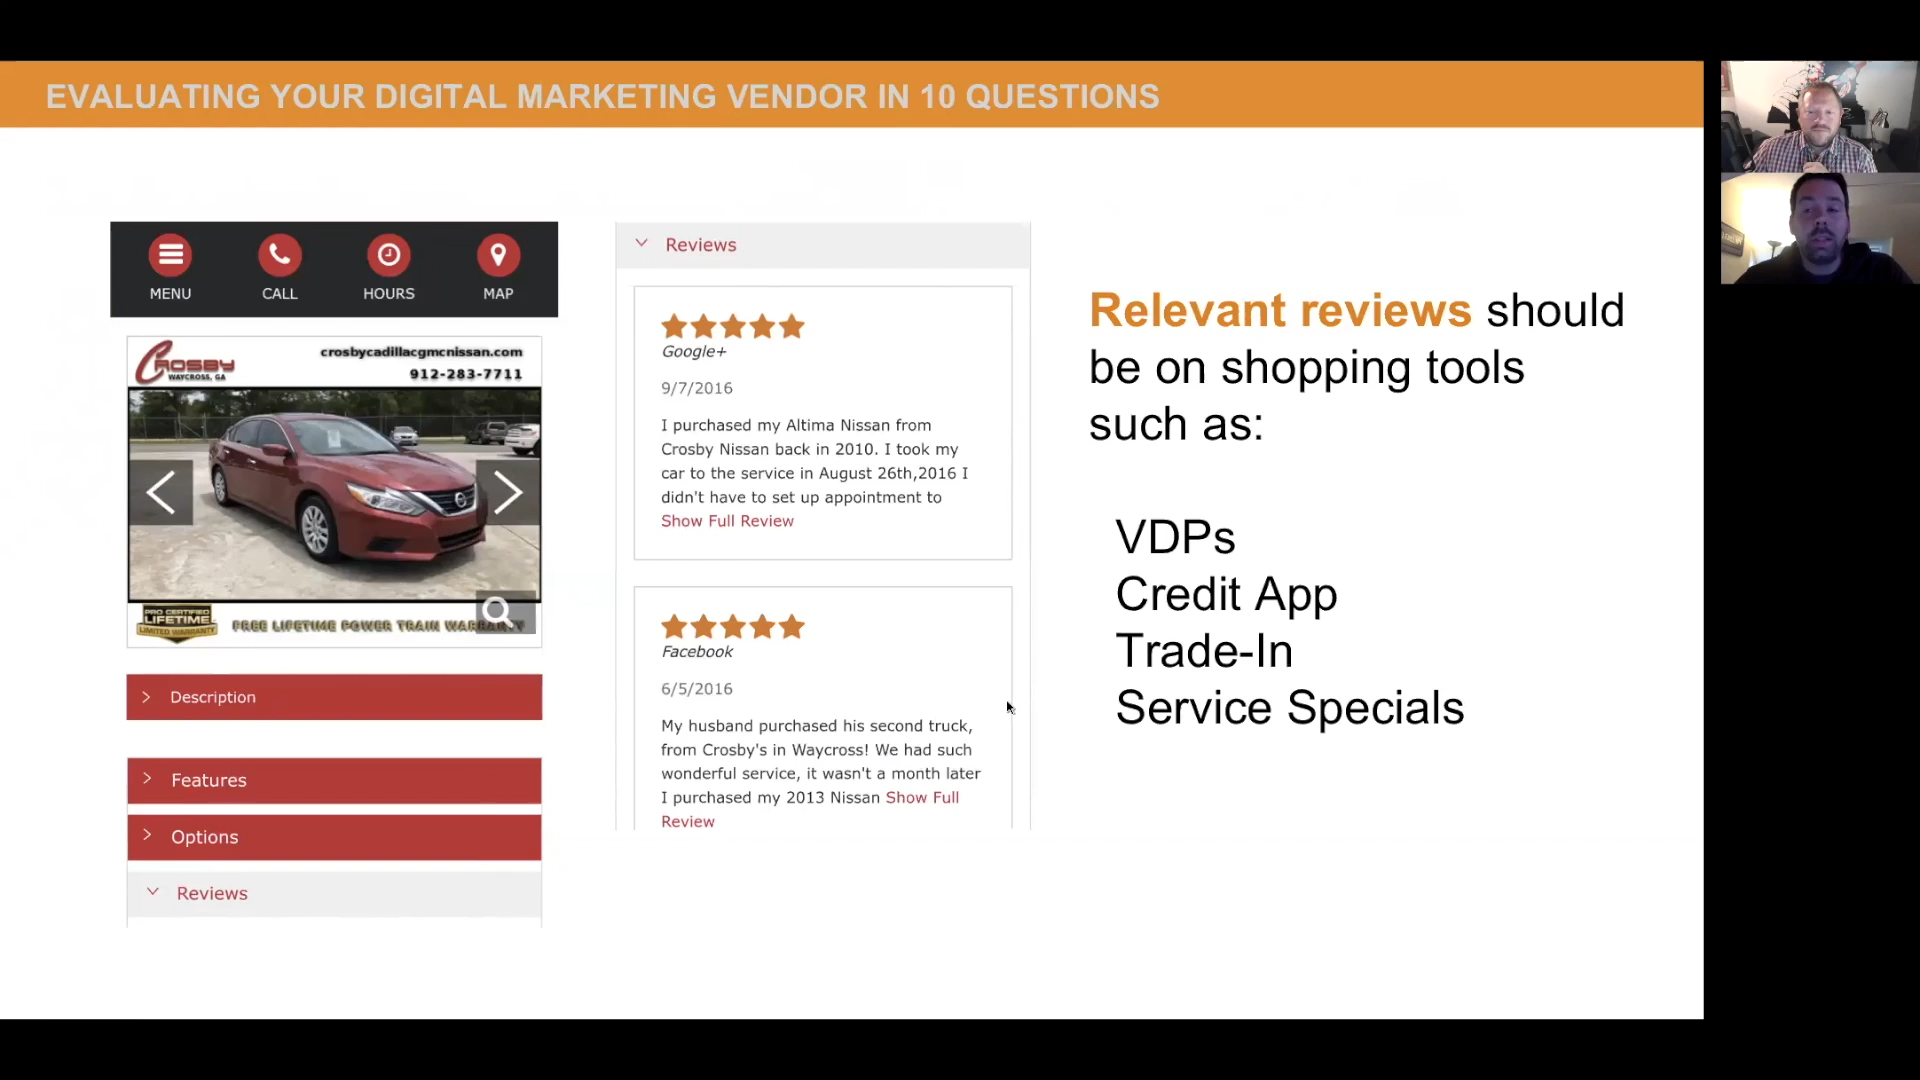 EVALUATING YOUR DIGITAL MARKETING VENDOR IN 10 QUESTIONS
MENU
CALL
HOURS
MAP
CROSBY
WAYCROSS, GA
crosbycadillacgmcnissan.com
912-283-7711
PRO CERTIFIED
LIFETIME
LIMITED WARRANTY
FREE LIFETIME POWER TRAIN WARRANTY
Description
Features
Options
Reviews
Reviews
Google+
9/7/2016
I purchased my Altima Nissan from
Crosby Nissan back in 2010. I took my
car to the service in August 26th,2016 I
didn't have to set up appointment to
Show Full Review
Facebook
6/5/2016
My husband purchased his second truck,
from Crosby's in Waycross! We had such
wonderful service, it wasn't a month later
I purchased my 2013 Nissan Show Full
Review
Relevant reviews should
be on shopping tools
such as:
VDPs
Credit App
Trade-In
Service Specials